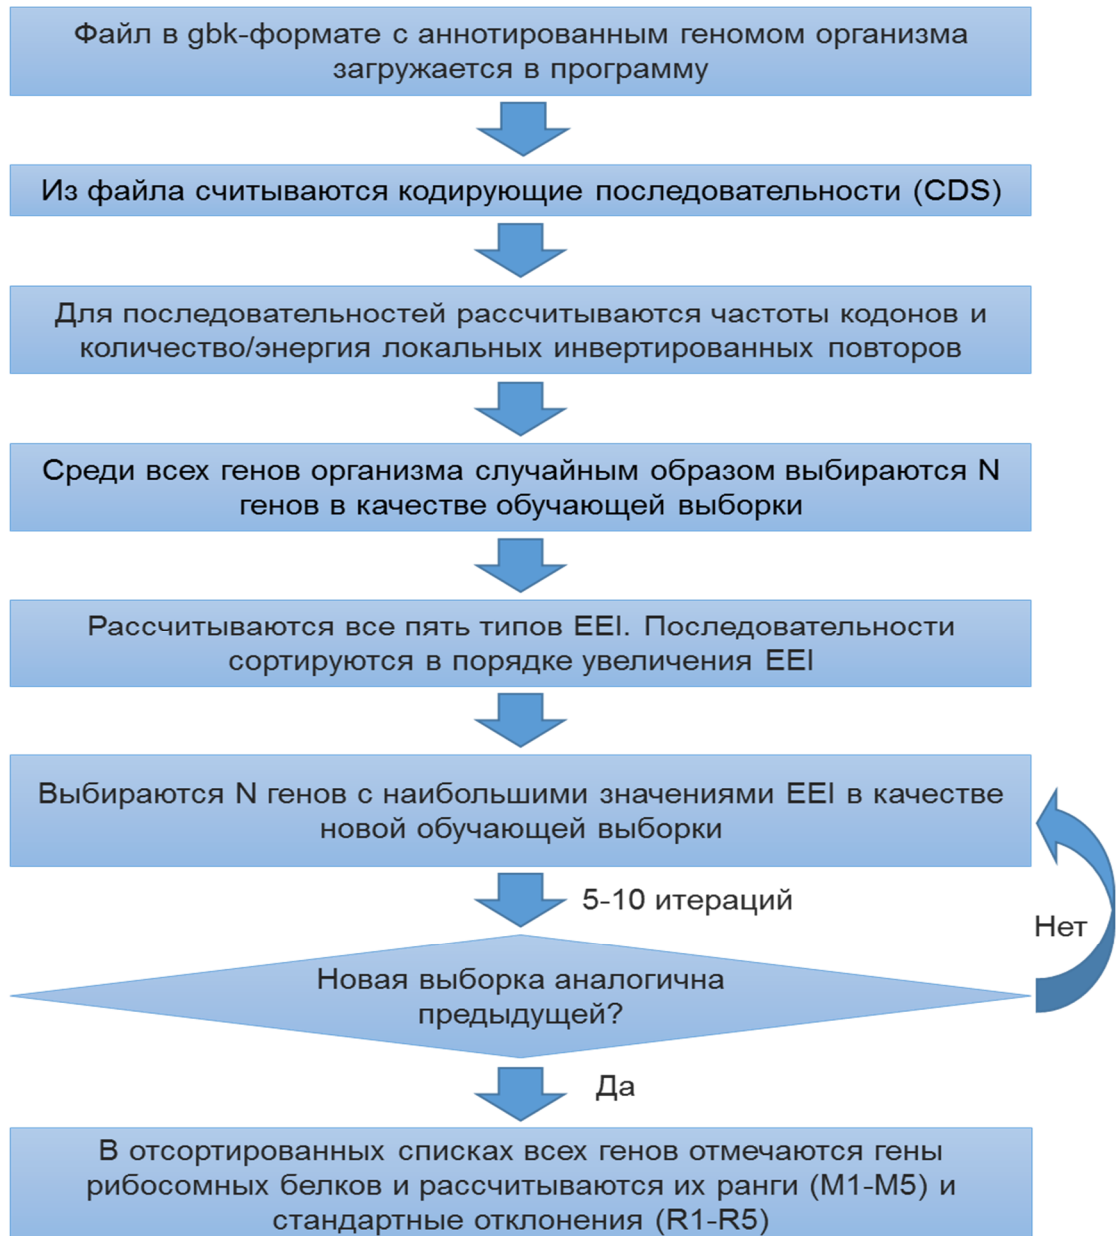 Файл в gbk-формате с аннотированным геномом организма
загружается в программу
Из файла считываются кодирующие последовательности (CDS)
Для последовательностей рассчитываются частоты кодонов и
количество/энергия локальных инвертированных повторов
Среди всех генов организма случайным образом выбираются N
генов в качестве обучающей выборки
Рассчитываются все пять типов EEI. Последовательности
сортируются в порядке увеличения EEI
Выбираются N генов с наибольшими значениями EEI в качестве
новой обучающей выборки
5-10 итераций
Нет
Новая выборка аналогична
предыдущей?
Да
В отсортированных списках всех генов отмечаются гены
рибосомных белков и рассчитываются их ранги (M1-M5) и
стандартные отклонения (R1-R5)